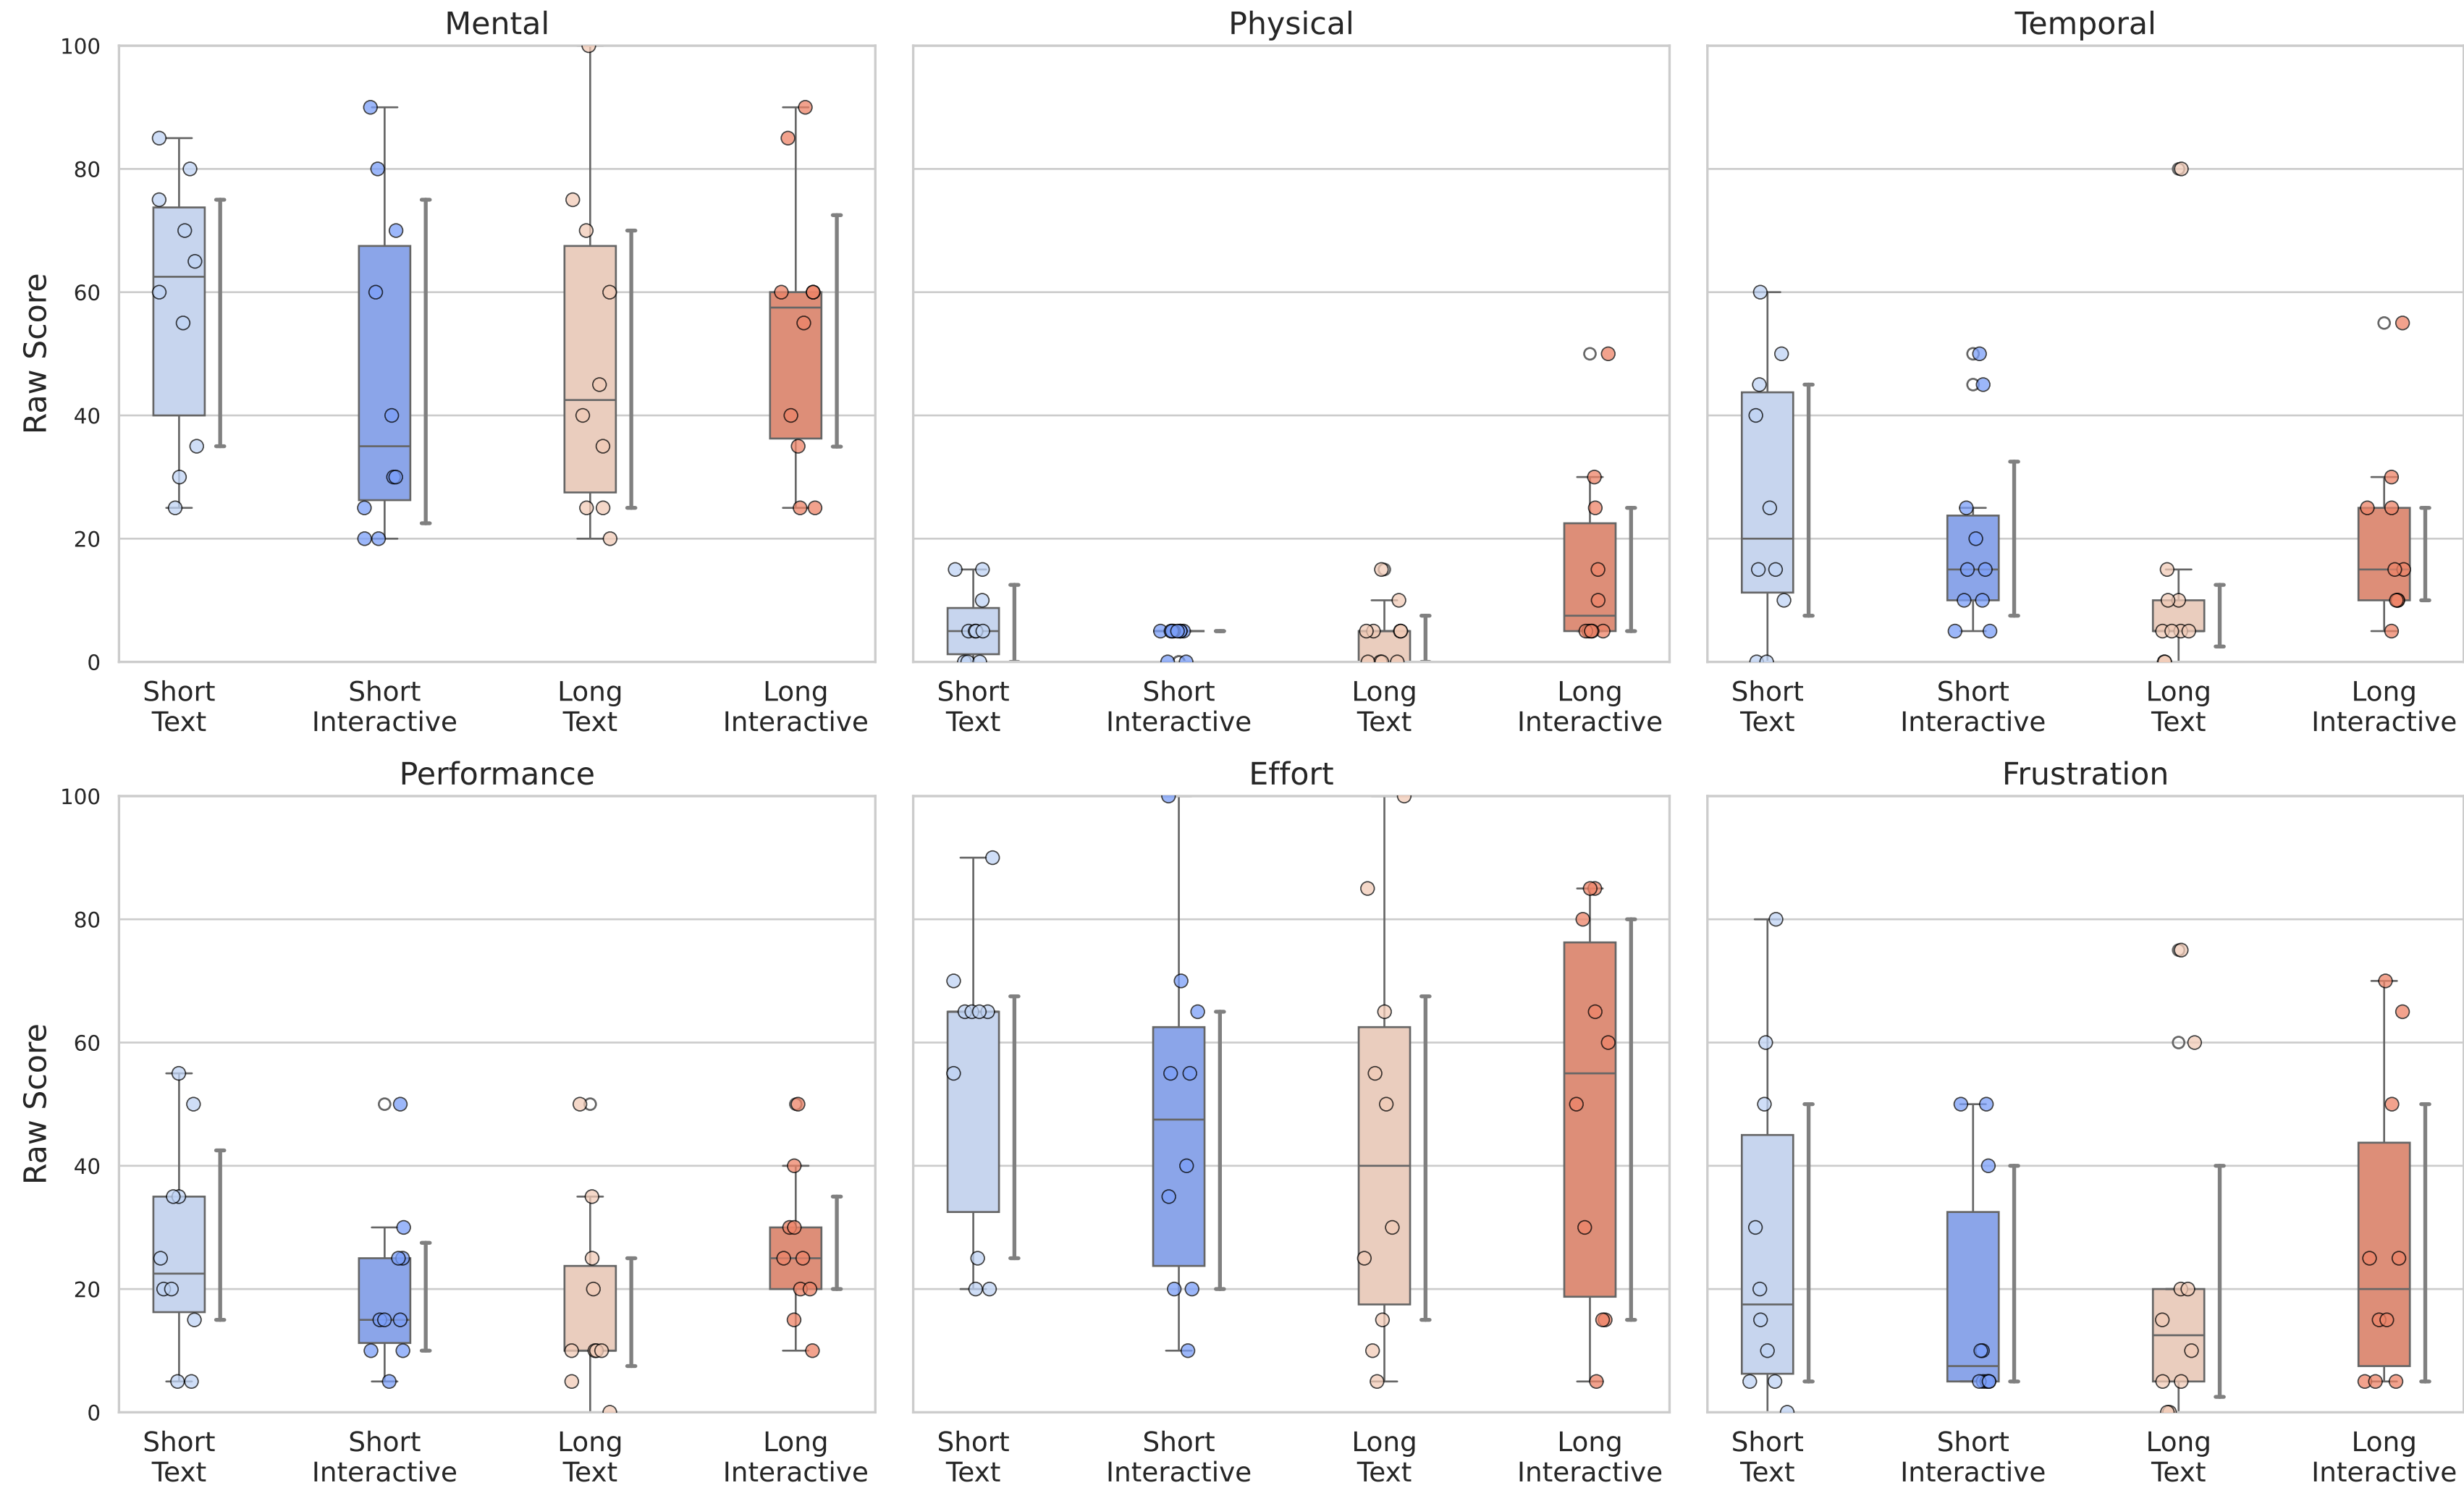 Mental
Physical
Temporal
Raw Score
100
80
60
40
20
0
Short
Text
Short
Interactive
Long
Text
Long
Interactive
Short
Text
Short
Interactive
Long
Text
Long
Interactive
Short
Text
Short
Interactive
Long
Text
Long
Interactive
Performance
Effort
Frustration
Raw Score
100
80
60
40
20
0
Short
Text
Short
Interactive
Long
Text
Long
Interactive
Short
Text
Short
Interactive
Long
Text
Long
Interactive
Short
Text
Short
Interactive
Long
Text
Long
Interactive